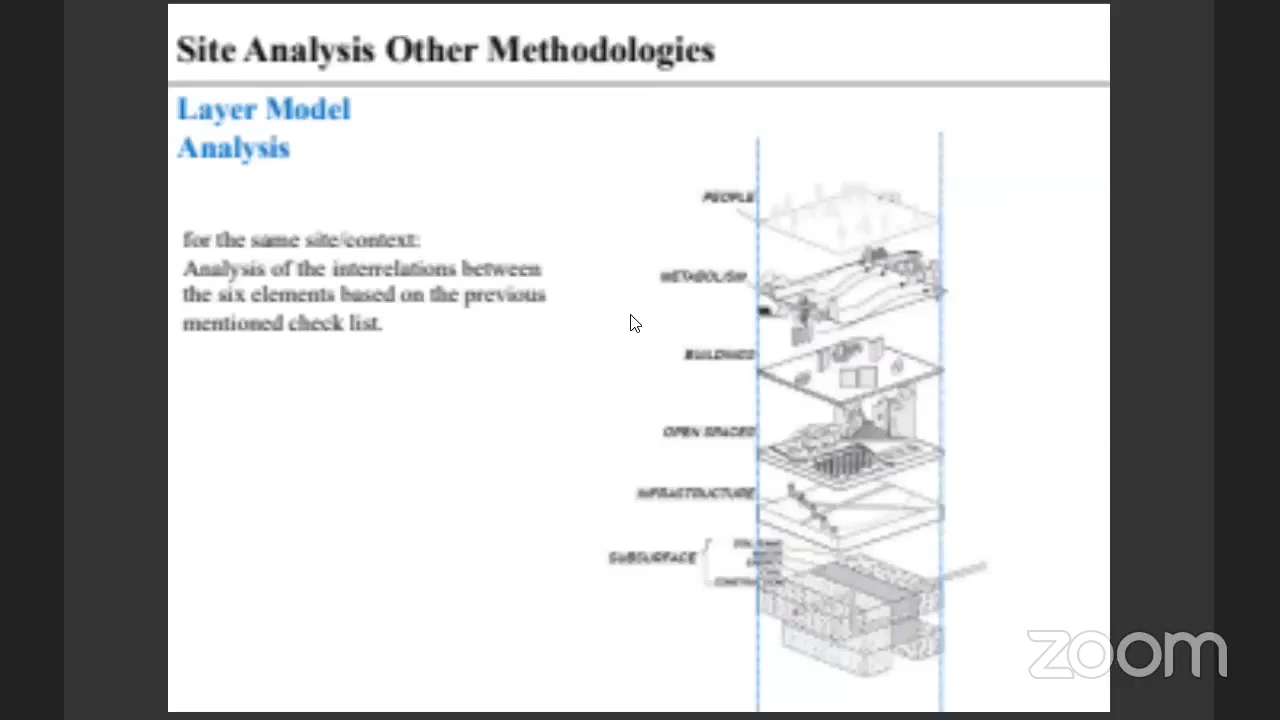 Site Analysis Other Methodologies
Layer Model
Analysis
for the same site/context:
Analysis of the interrelations between
the six elements based on the previous
mentioned check list.
PEOPLE
METABOLISM
BUILDINGS
OPEN SPACES
INFRASTRUCTURE
SUBSURFACE
zoom